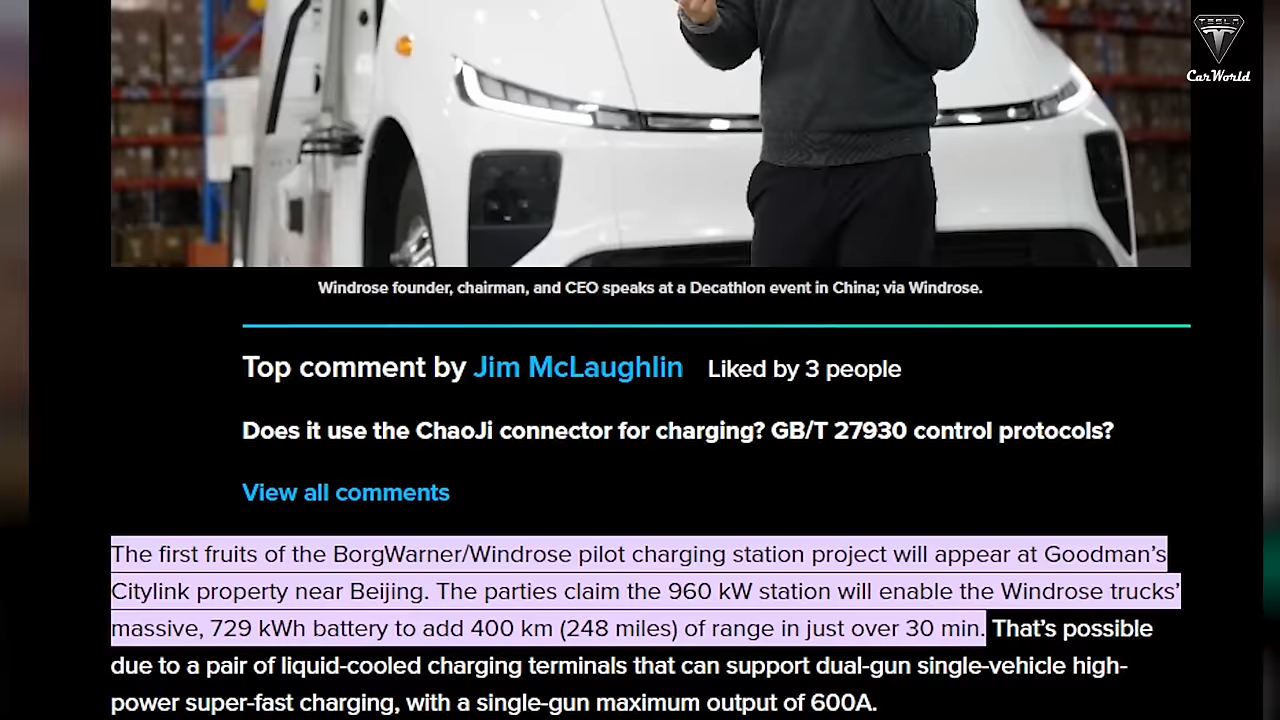 TESLA
CarWorld
Windrose founder, chairman, and CEO speaks at a Decathlon event in China; via Windrose.
Top comment by Jim McLaughlin Liked by 3 people
Does it use the ChaoJi connector for charging? GB/T 27930 control protocols?
View all comments
The first fruits of the BorgWarner/Windrose pilot charging station project will appear at Goodman’s
Citylink property near Beijing. The parties claim the 960 kW station will enable the Windrose trucks’
massive, 729 kWh battery to add 400 km (248 miles) of range in just over 30 min. That’s possible
due to a pair of liquid-cooled charging terminals that can support dual-gun single-vehicle high-
power super-fast charging, with a single-gun maximum output of 600A.